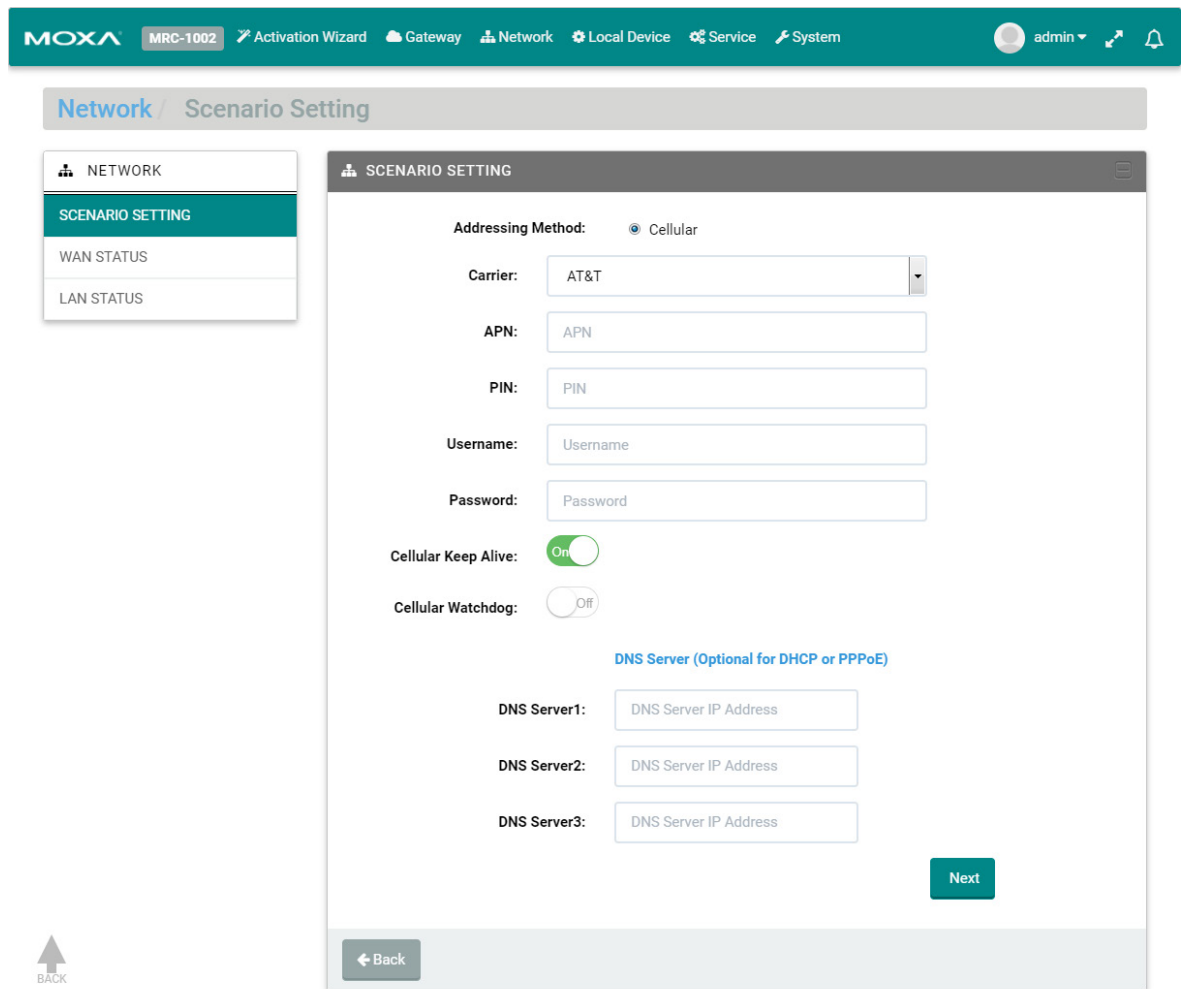 MOXA MRC-1002 Activation Wizard Gateway Network Local Device Service System admin
Network / Scenario Setting
NETWORK
SCENARIO SETTING
WAN STATUS
LAN STATUS
SCENARIO SETTING
Addressing Method: Cellular
Carrier: AT&T
APN: APN
PIN: PIN
Username: Username
Password: Password
Cellular Keep Alive: On
Cellular Watchdog: Off
DNS Server (Optional for DHCP or PPPoE)
DNS Server1: DNS Server IP Address
DNS Server2: DNS Server IP Address
DNS Server3: DNS Server IP Address
Next
Back
BACK